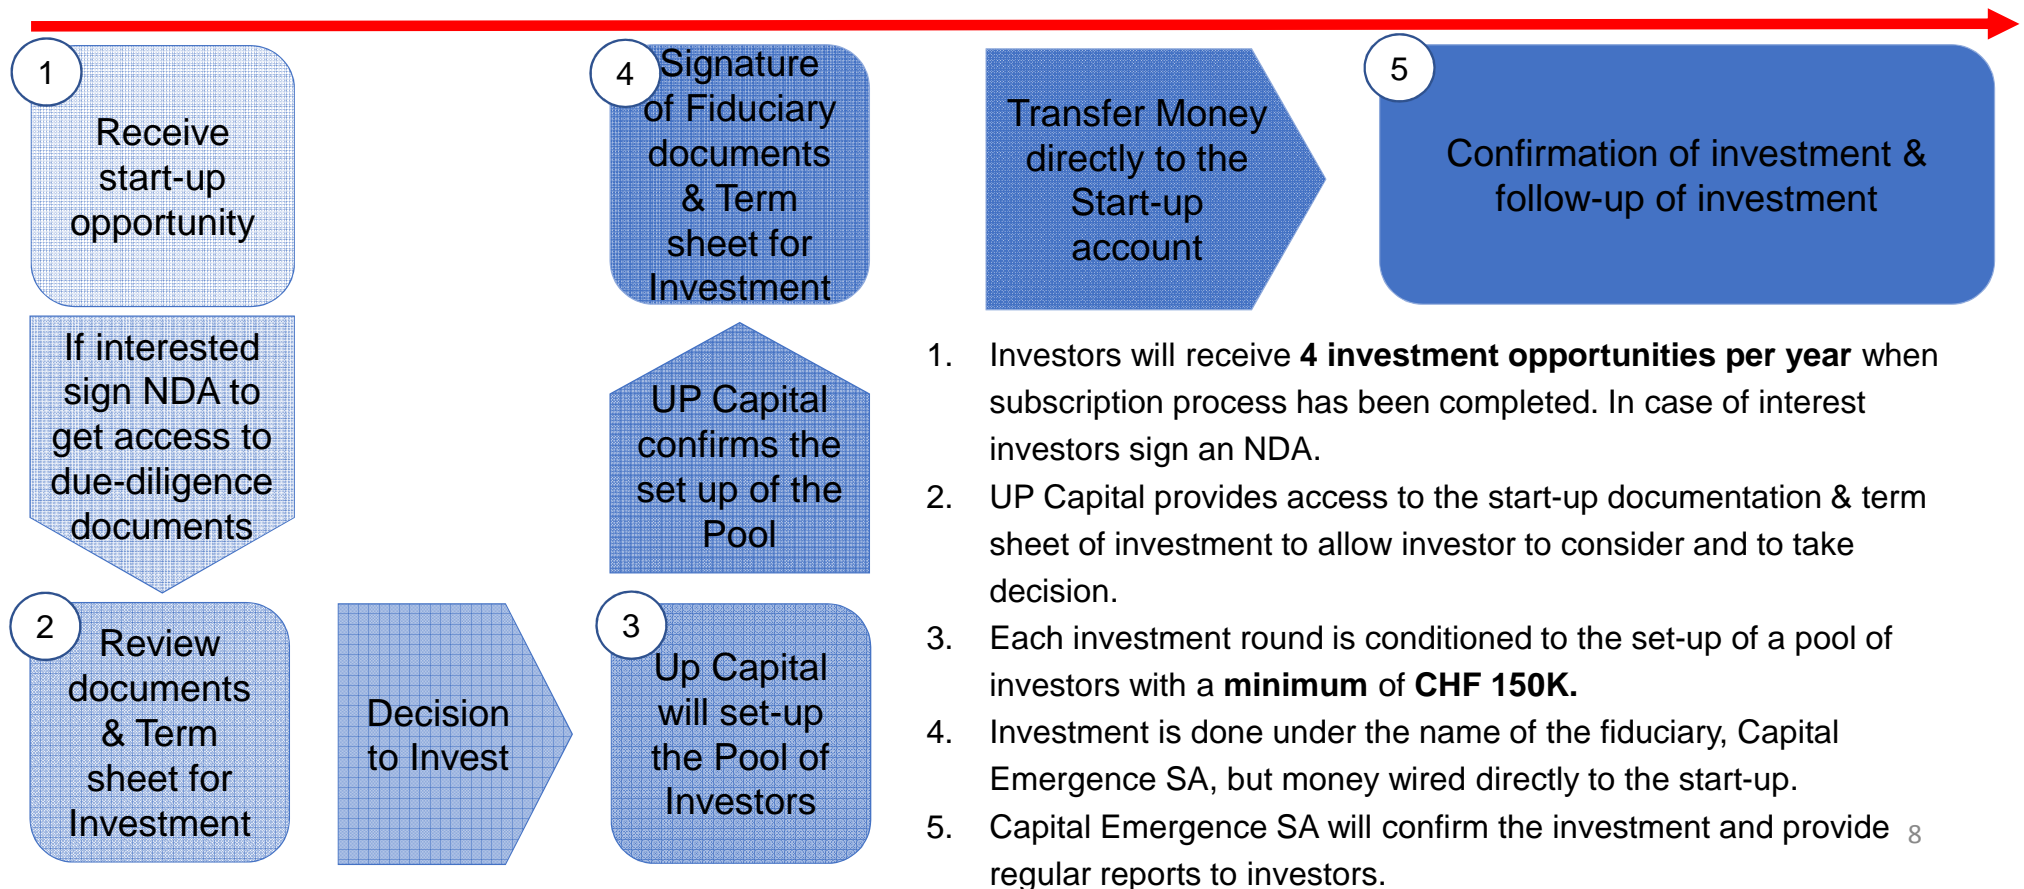 1
Receive
start-up
opportunity
If interested
sign NDA to
get access to
due-diligence
documents
2
Review
documents
& Term
sheet for
Investment
Decision
to Invest
3
Up Capital
will set-up
the Pool of
Investors
UP Capital
confirms the
set up of the
Pool
4
Signature
of Fiduciary
documents
& Term
sheet for
Investment
Transfer Money
directly to the
Start-up
account
5
Confirmation of investment &
follow-up of investment
1. Investors will receive 4 investment opportunities per year when
subscription process has been completed. In case of interest
investors sign an NDA.
2. UP Capital provides access to the start-up documentation & term
sheet of investment to allow investor to consider and to take
decision.
3. Each investment round is conditioned to the set-up of a pool of
investors with a minimum of CHF 150K.
4. Investment is done under the name of the fiduciary, Capital
Emergence SA, but money wired directly to the start-up.
5. Capital Emergence SA will confirm the investment and provide
regular reports to investors.
8